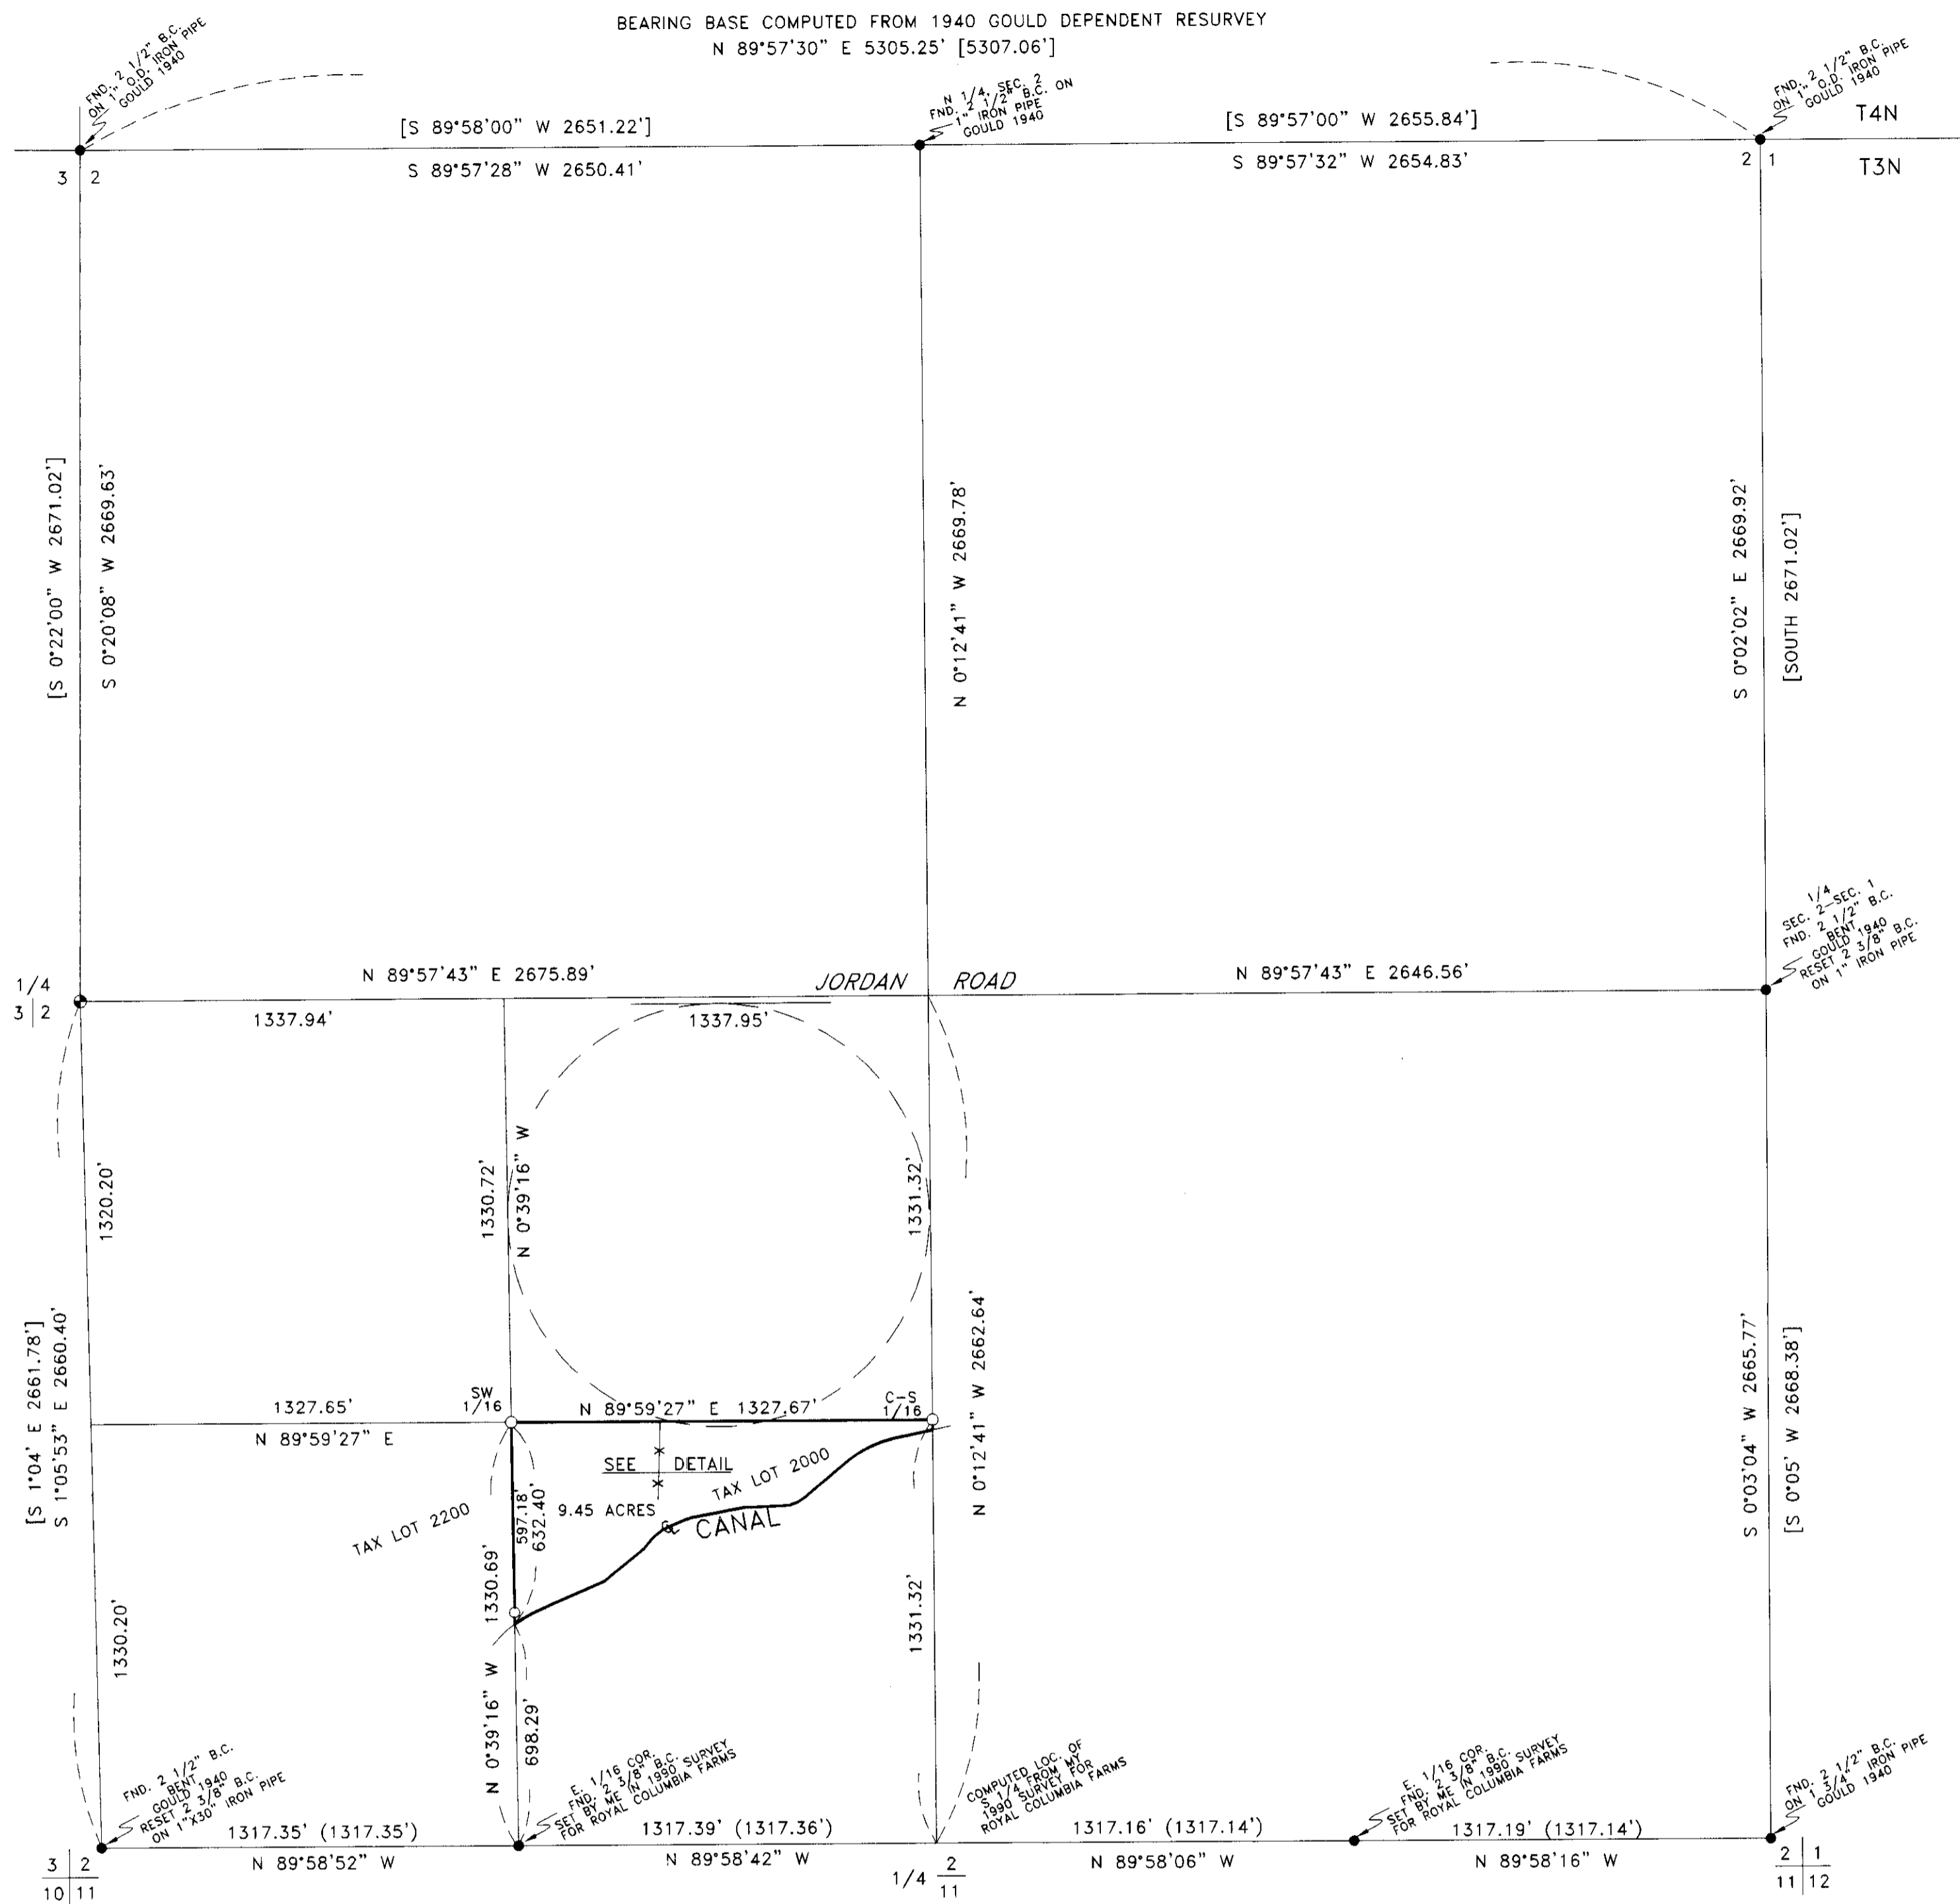 BEARING BASE COMPUTED FROM 1940 GOULD DEPENDENT RESURVEY
N 89°57'30" E 5305.25' [5307.06']
FND. 2 1/2" B.C.
ON 1" O.D. IRON PIPE
GOULD 1940
N 1/4, SEC. 2
FND. 2 1/2" B.C. ON
1" IRON PIPE
GOULD 1940
FND. 2 1/2" B.C.
ON 1" O.D. IRON PIPE
GOULD 1940
[S 89°58'00" W 2651.22']
[S 89°57'00" W 2655.84']
T4N
S 89°57'28" W 2650.41'
S 89°57'32" W 2654.83'
3 2
2 1
T3N
[S 0°22'00" W 2671.02']
S 0°20'08" W 2669.63'
N 0°12'41" W 2669.78'
S 0°02'02" E 2669.92'
[SOUTH 2671.02']
1/4
SEC. 2-SEC. 1
FND. 2 1/2" B.C.
BENT
GOULD 1940
RESET 2 3/8" B.C.
ON 1" IRON PIPE
1/4
3 2
N 89°57'43" E 2675.89'
JORDAN ROAD
N 89°57'43" E 2646.56'
1337.94'
1337.95'
1320.20'
1330.72'
N 0°39'16" W
1331.32'
[S 1°04' E 2661.78']
S 1°05'53" E 2660.40'
N 0°12'41" W 2662.64'
S 0°03'04" W 2665.77'
[S 0°05' W 2668.38']
1327.65'
N 89°59'27" E
SW
1/16
N 89°59'27" E 1327.67'
C-S
1/16
SEE DETAIL
TAX LOT 2000
9.45 ACRES
CANAL
TAX LOT 2200
597.18'
632.40'
1330.69'
1330.20'
1331.32'
N 0°39'16" W
698.29'
FND. 2 1/2" B.C.
BENT
GOULD 1940
RESET 2 3/8" B.C.
ON 1"X30" IRON PIPE
E. 1/16 COR.
FND. 2 3/8" B.C.
SET BY ME IN 1990 SURVEY
FOR ROYAL COLUMBIA FARMS
COMPUTED LOC. OF
S 1/4 FROM MY
1990 SURVEY FOR
ROYAL COLUMBIA FARMS
E. 1/16 COR.
FND. 2 3/8" B.C.
SET BY ME IN 1990 SURVEY
FOR ROYAL COLUMBIA FARMS
FND. 2 1/2" B.C.
ON 1 3/4" IRON PIPE
GOULD 1940
1317.35' (1317.35')
1317.39' (1317.36')
1317.16' (1317.14')
1317.19' (1317.14')
N 89°58'52" W
N 89°58'42" W
N 89°58'06" W
N 89°58'16" W
3 2
10 11
1/4 2
11
2 1
11 12